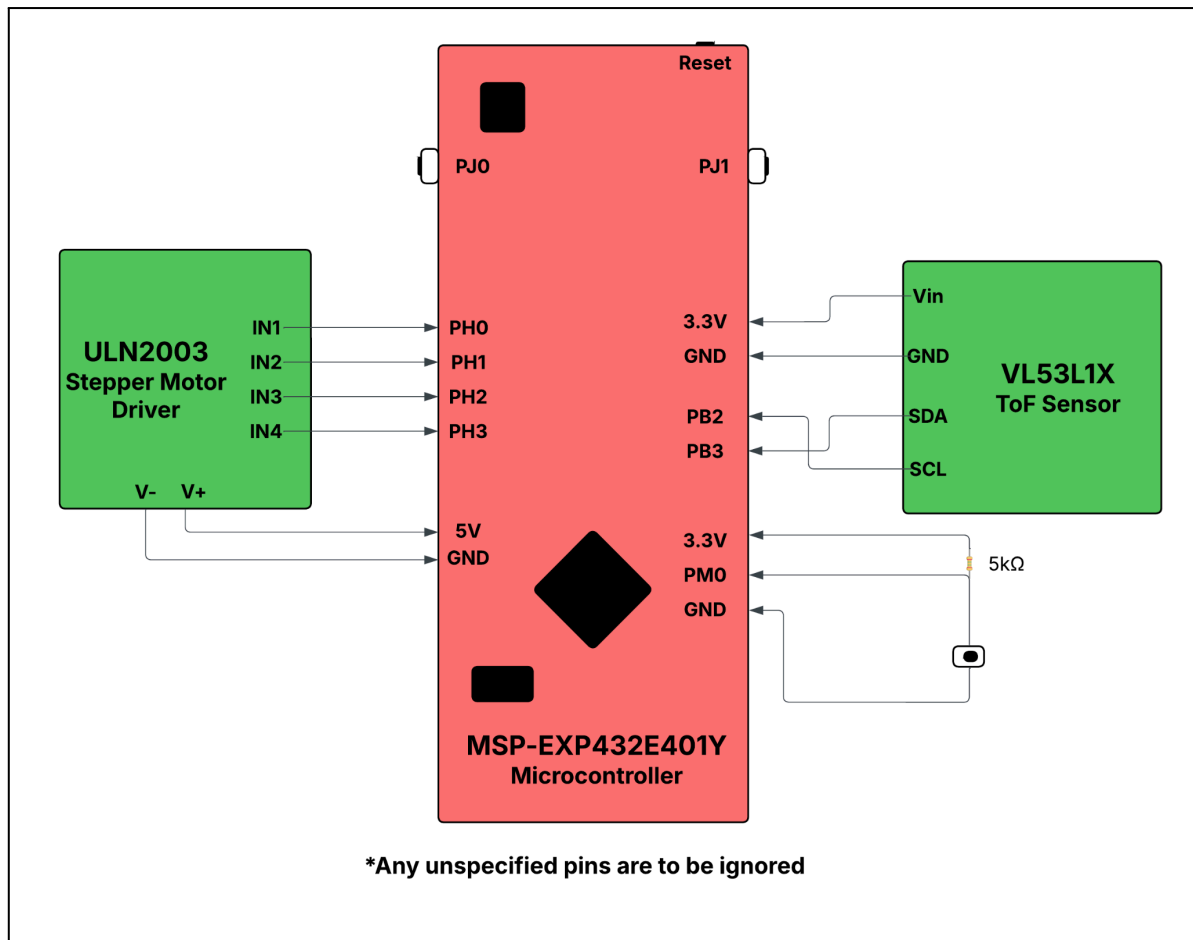 Reset
PJ0
PJ1
ULN2003
Stepper Motor
Driver
IN1
IN2
IN3
IN4
V-
V+
PH0
PH1
PH2
PH3
5V
GND
3.3V
GND
PB2
PB3
3.3V
PM0
GND
Vin
GND
SDA
SCL
VL53L1X
ToF Sensor
5kΩ
MSP-EXP432E401Y
Microcontroller
*Any unspecified pins are to be ignored